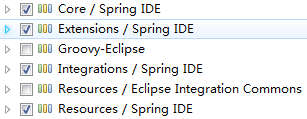 Core / Spring IDE
Extensions / Spring IDE
Groovy-Eclipse
Integrations / Spring IDE
Resources / Eclipse Integration Commons
Resources / Spring IDE